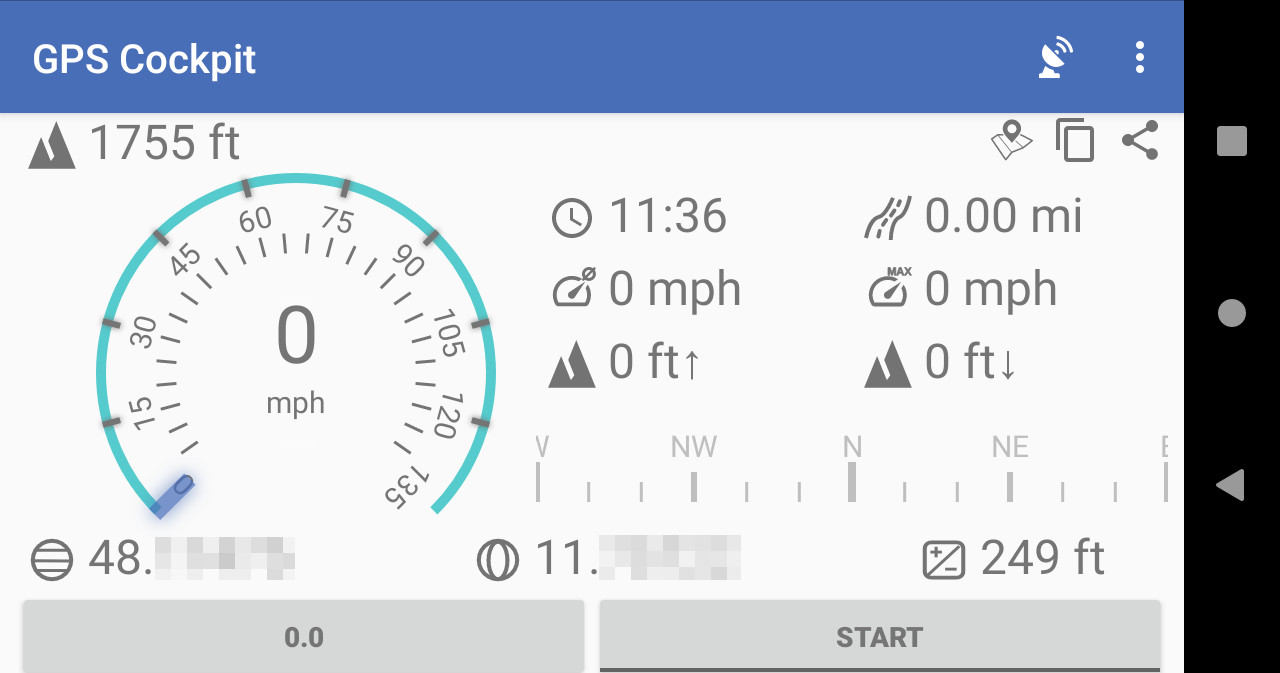 GPS Cockpit
1755 ft
0 15 30 45 60 75 90 105 120 135
0
mph
11:36
0.00 mi
0 mph
MAX
0 mph
0 ft↑
0 ft↓
W NW N NE E
48.
11.
249 ft
0.0
START